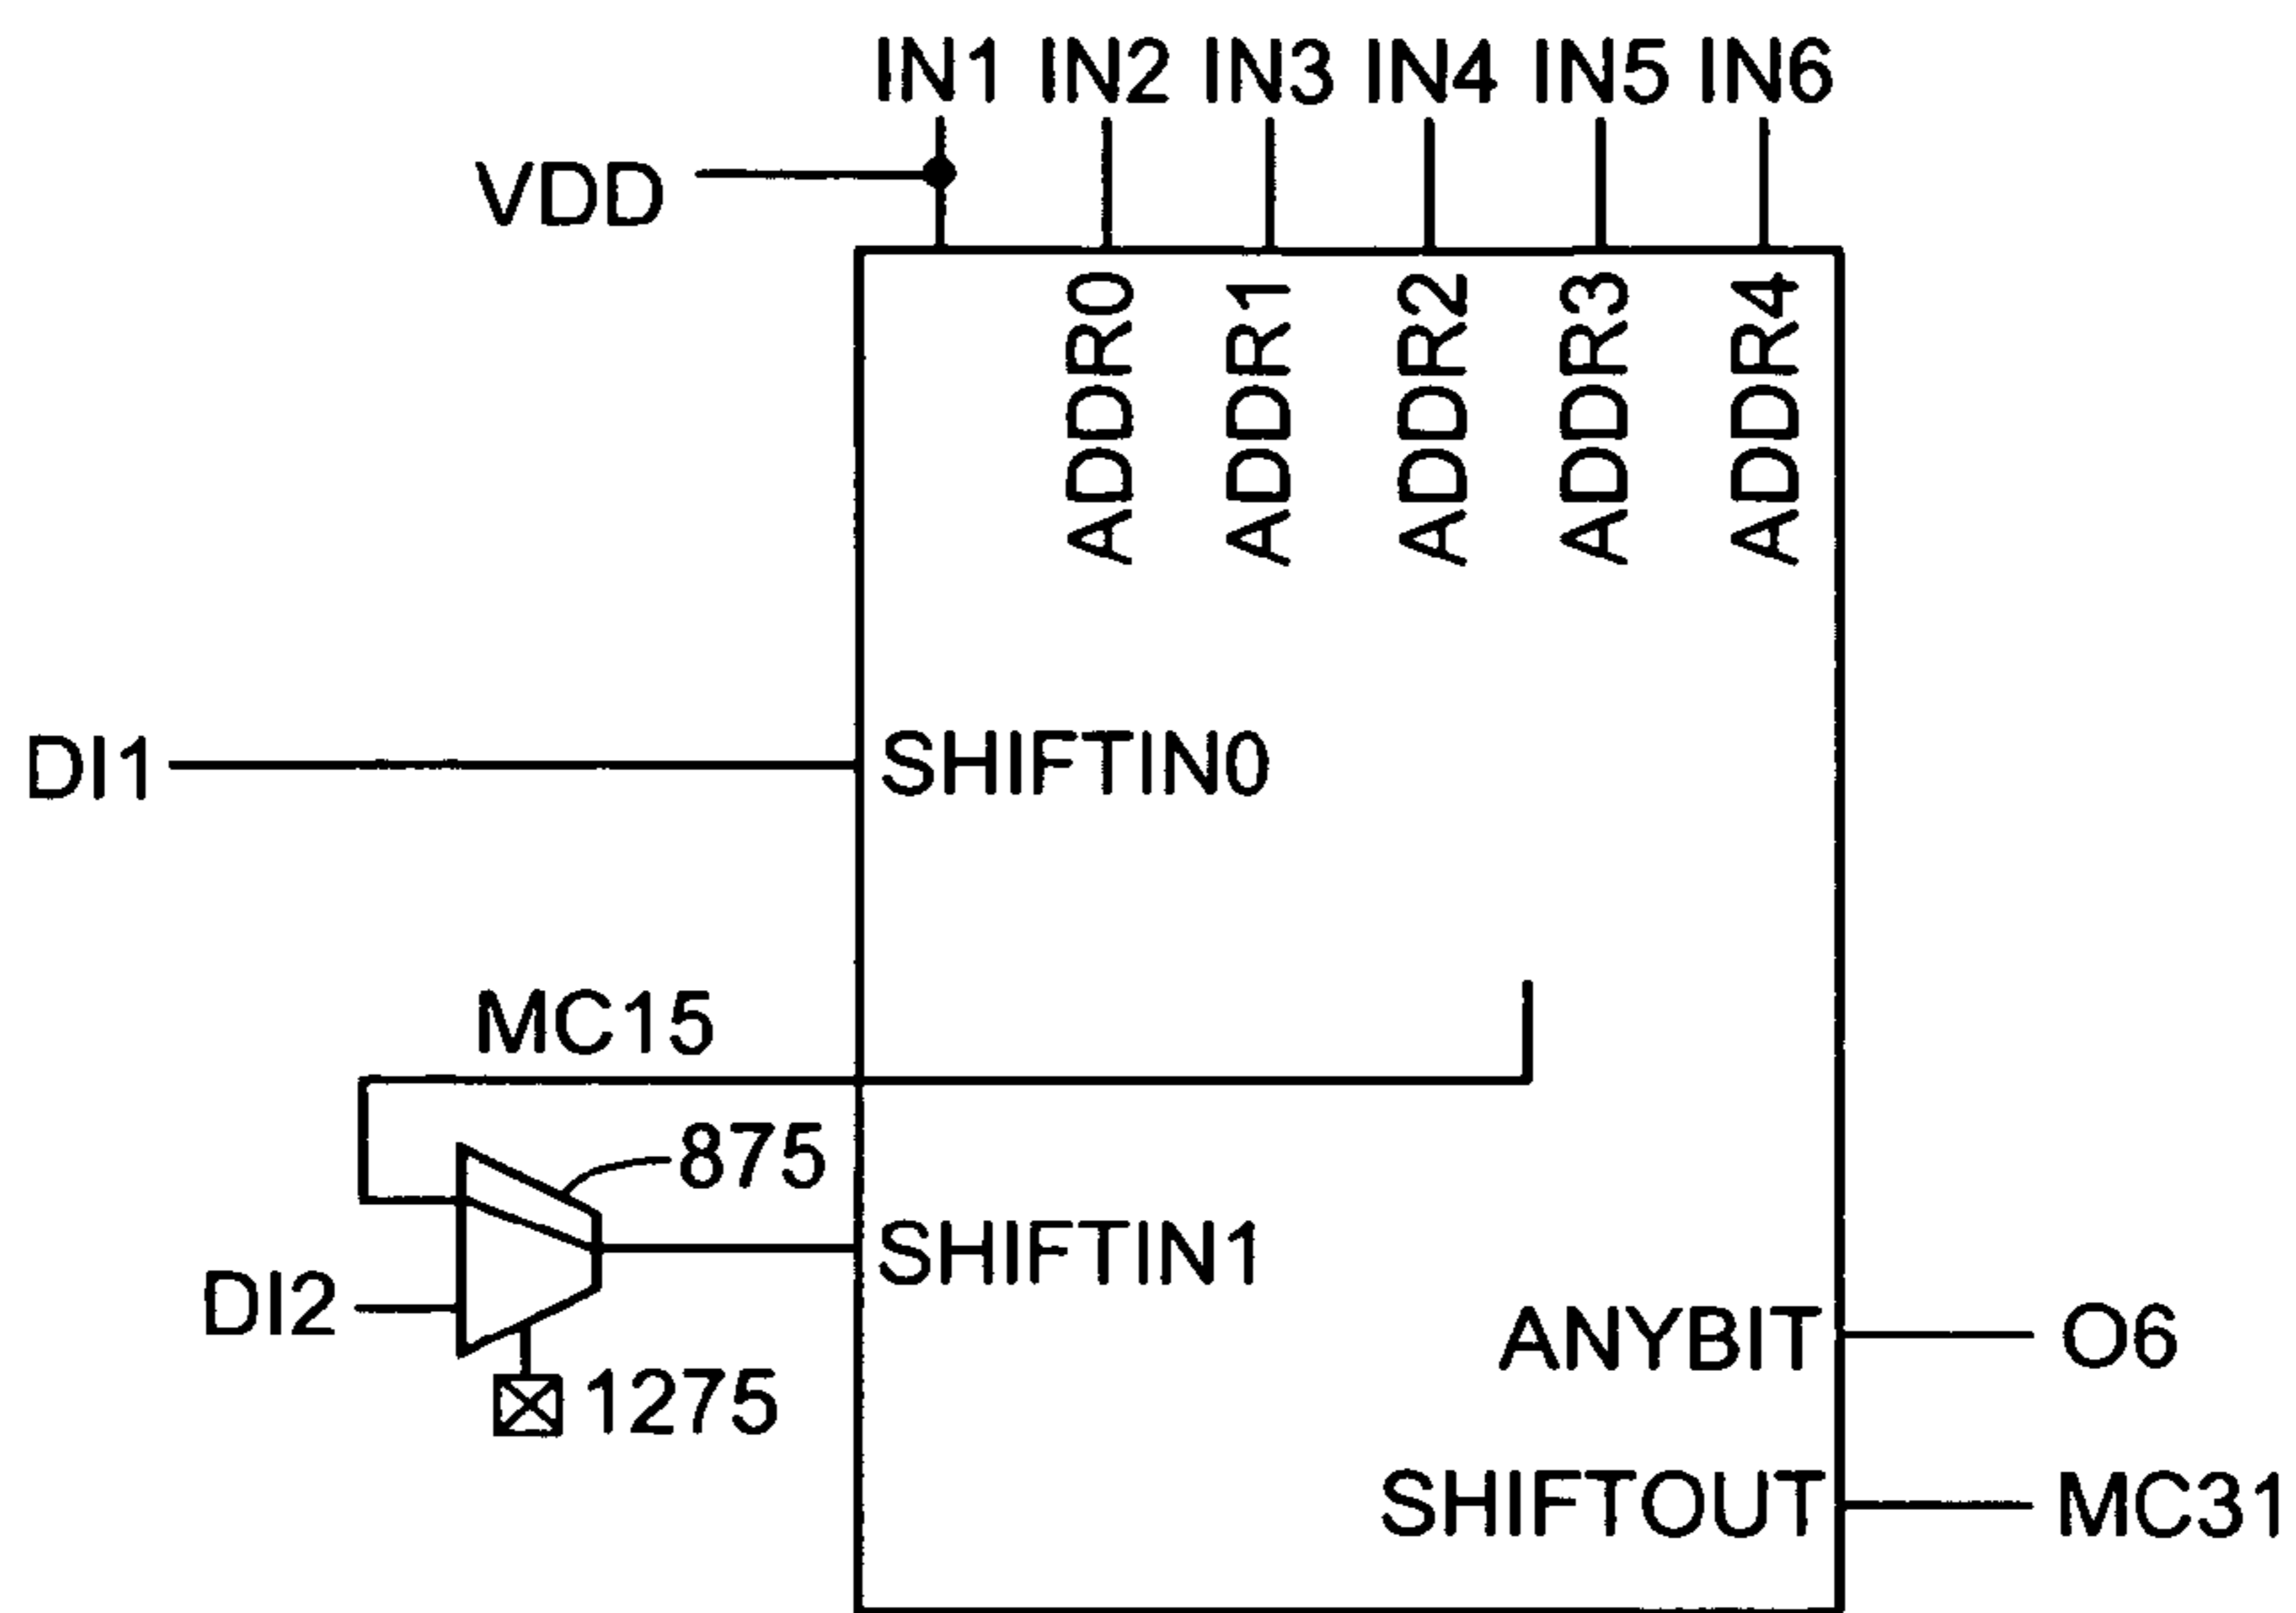 IN1 IN2 IN3 IN4 IN5 IN6
VDD
ADDR0
ADDR1
ADDR2
ADDR3
ADDR4
DI1
SHIFTIN0
MC15
875
SHIFTIN1
DI2
1275
ANYBIT
O6
SHIFTOUT
MC31